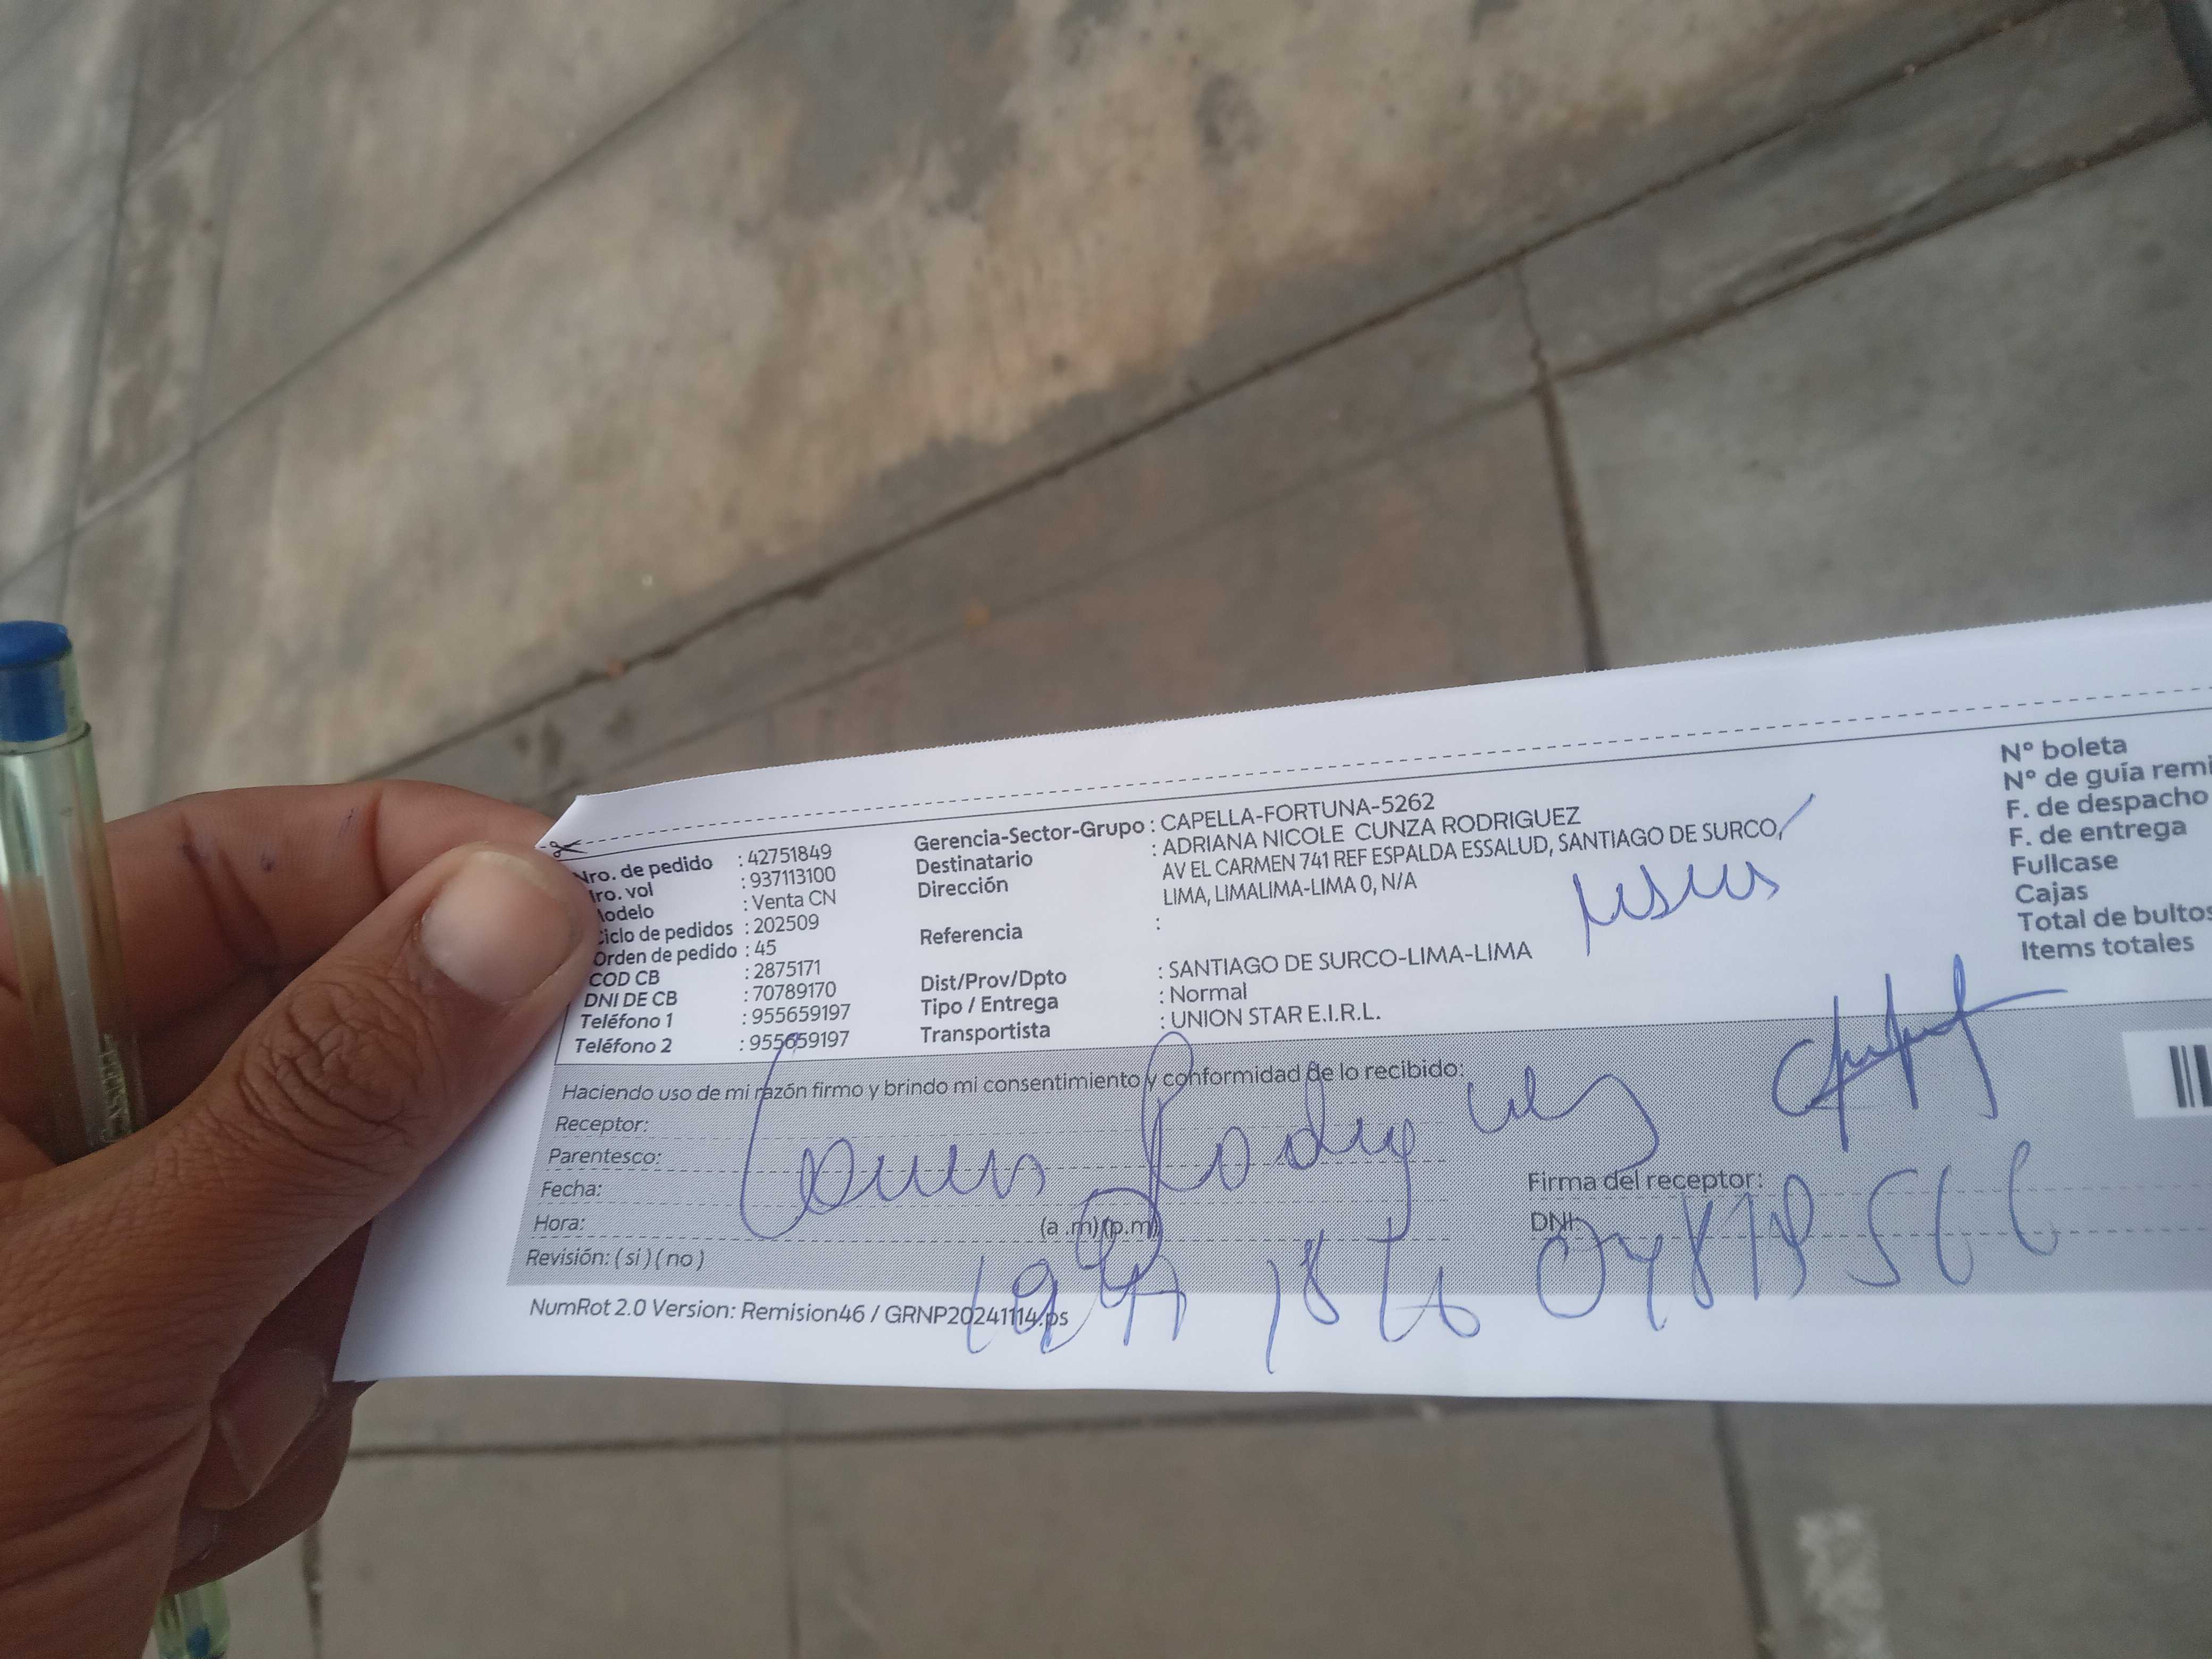 Nro. de pedido : 42751849
Nro. vol : 937113100
Modelo : Venta CN
Ciclo de pedidos : 202509
Orden de pedido : 45
COD CB : 2875171
DNI DE CB : 70789170
Teléfono 1 : 955659197
Teléfono 2 : 955659197
Gerencia-Sector-Grupo : CAPELLA-FORTUNA-5262
Destinatario : ADRIANA NICOLE CUNZA RODRIGUEZ
Dirección AV EL CARMEN 741 REF ESPALDA ESSALUD, SANTIAGO DE SURCO,
LIMA, LIMALIMA-LIMA 0, N/A
Referencia :
Dist/Prov/Dpto : SANTIAGO DE SURCO-LIMA-LIMA
Tipo / Entrega : Normal
Transportista : UNION STAR E.I.R.L.
N° boleta
N° de guía remi
F. de despacho
F. de entrega
Fullcase
Cajas
Total de bultos
Items totales
Haciendo uso de mi razón firmo y brindo mi consentimiento y conformidad de lo recibido:
Receptor:
Parentesco:
Fecha:
Hora: (a .m) (p.m)
Revisión: ( si ) ( no )
Rodriguez
Firma del receptor:
DNI:
NumRot 2.0 Version: Remision46 / GRNP20241114.ps